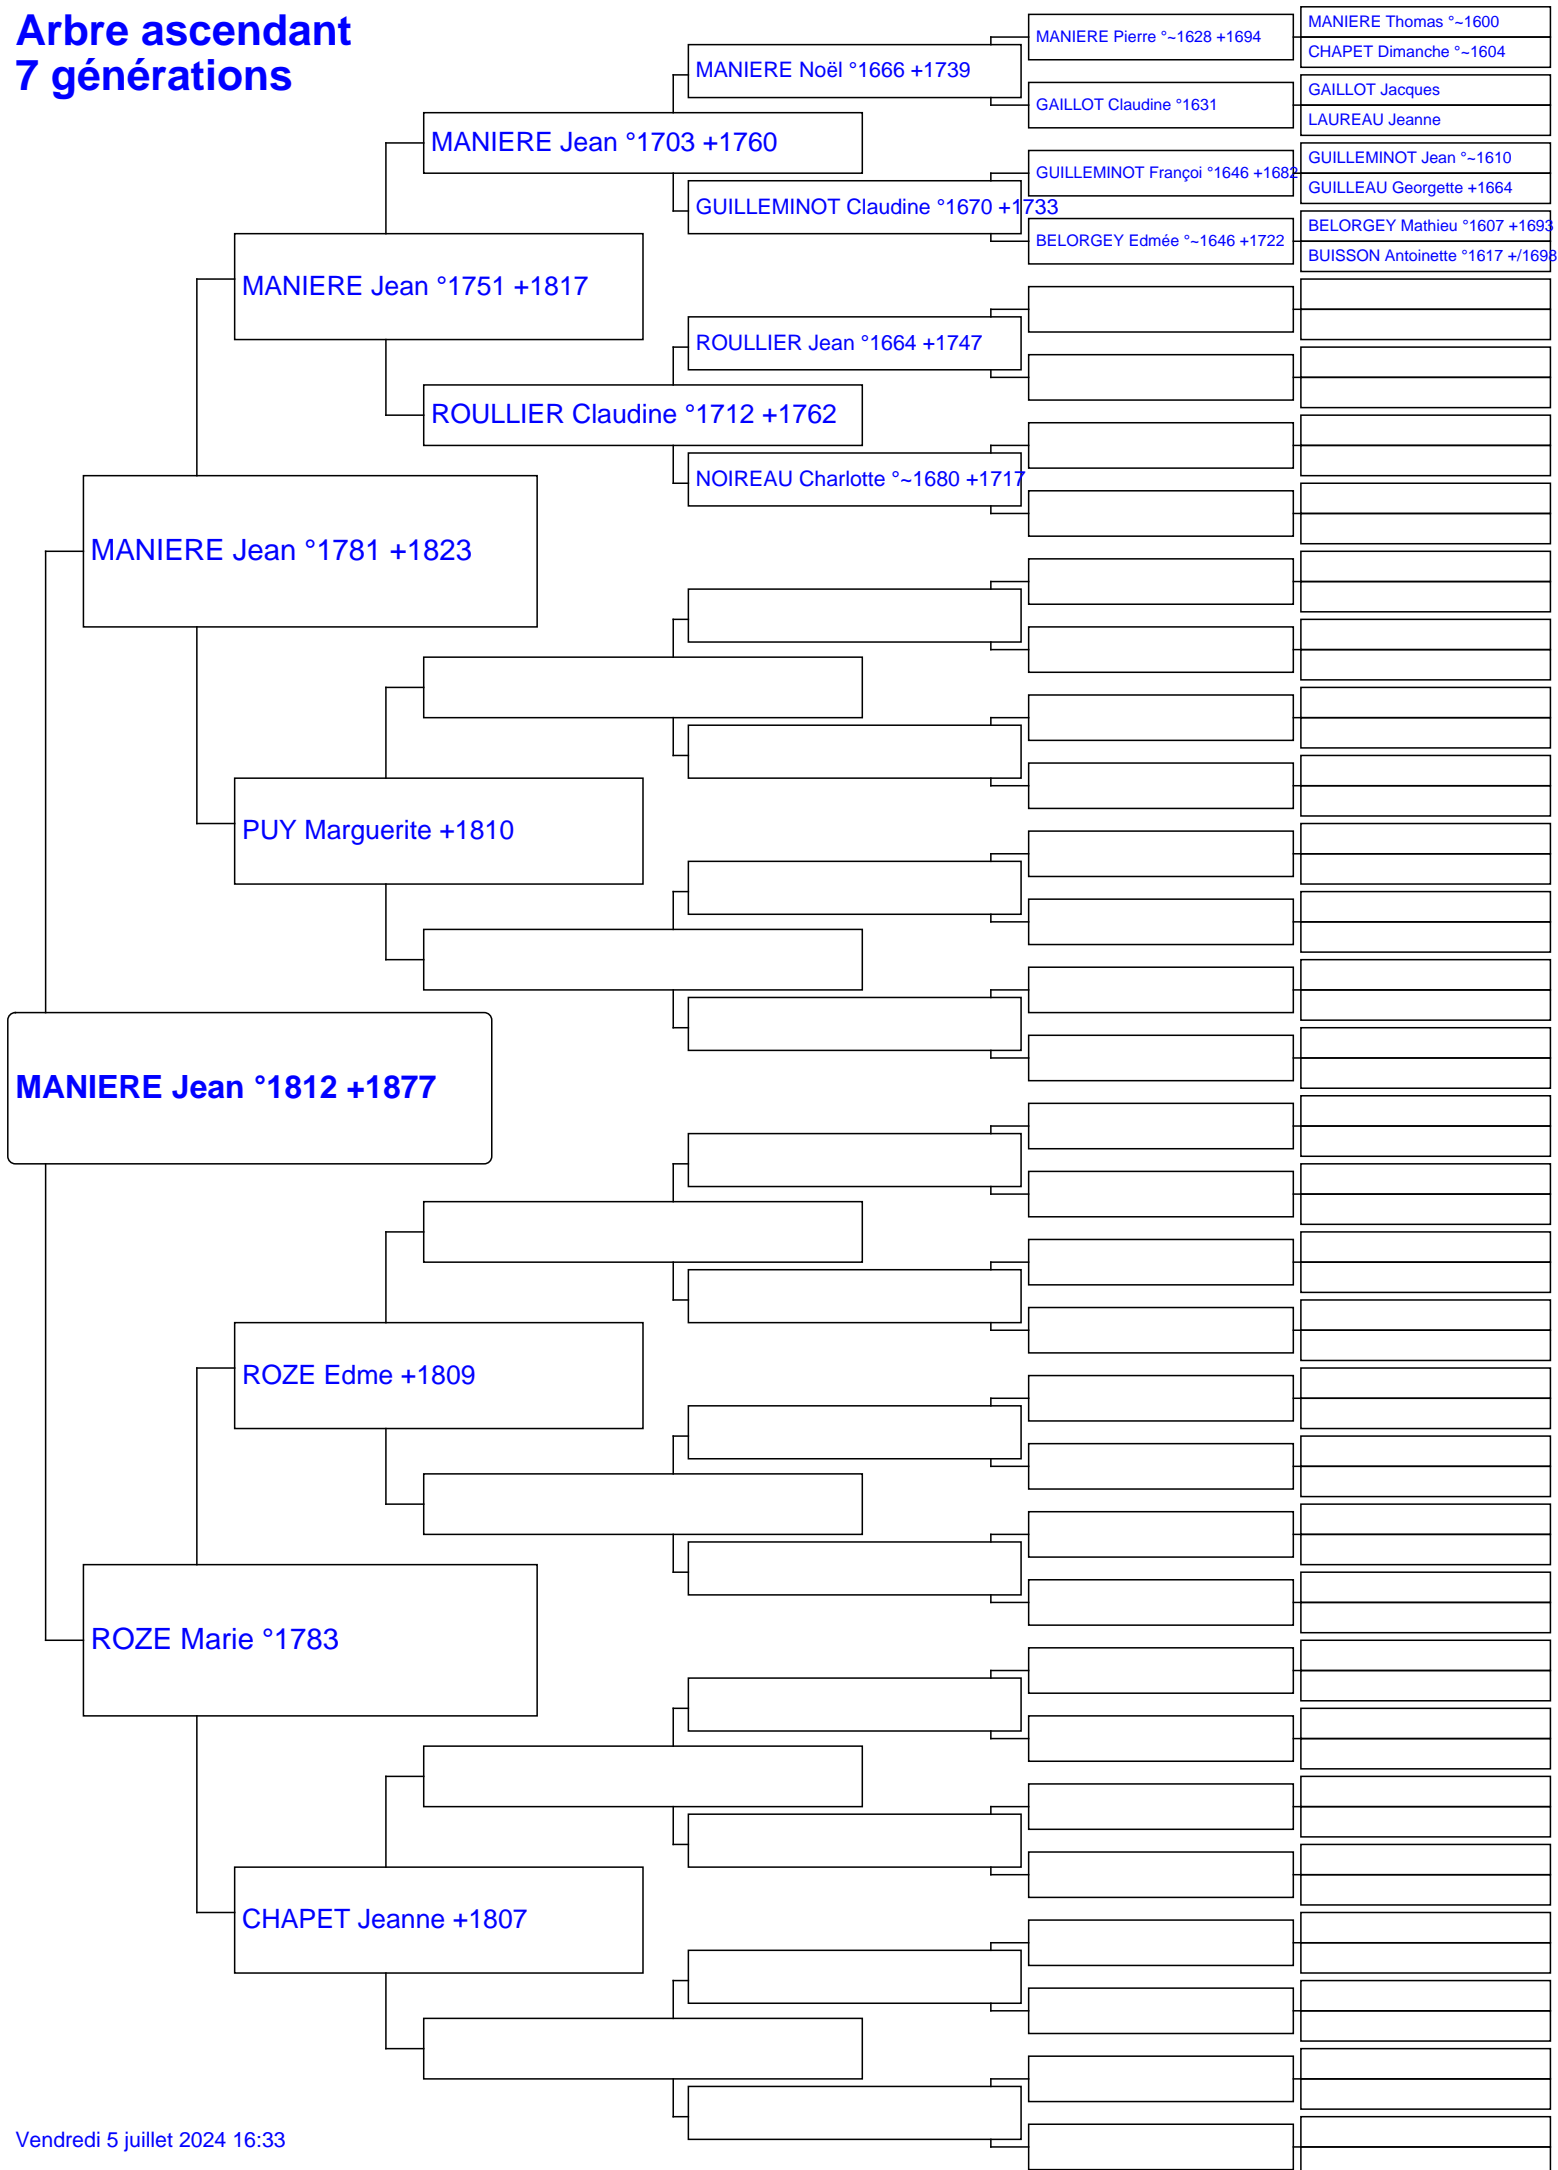 Arbre ascendant
7 générations
MANIERE Thomas °~1600
MANIERE Pierre °~1628 +1694
CHAPET Dimanche °~1604
MANIERE Noël °1666 +1739
GAILLOT Jacques
GAILLOT Claudine °1631
LAUREAU Jeanne
MANIERE Jean °1703 +1760
GUILLEMINOT Jean °~1610
GUILLEMINOT Françoi °1646 +1682
GUILLEAU Georgette +1664
GUILLEMINOT Claudine °1670 +1733
BELORGEY Mathieu °1607 +1693
BELORGEY Edmée °~1646 +1722
BUISSON Antoinette °1617 +/1698
MANIERE Jean °1751 +1817
ROULLIER Jean °1664 +1747
ROULLIER Claudine °1712 +1762
NOIREAU Charlotte °~1680 +1717
MANIERE Jean °1781 +1823
PUY Marguerite +1810
MANIERE Jean °1812 +1877
ROZE Edme +1809
ROZE Marie °1783
CHAPET Jeanne +1807
Vendredi 5 juillet 2024 16:33